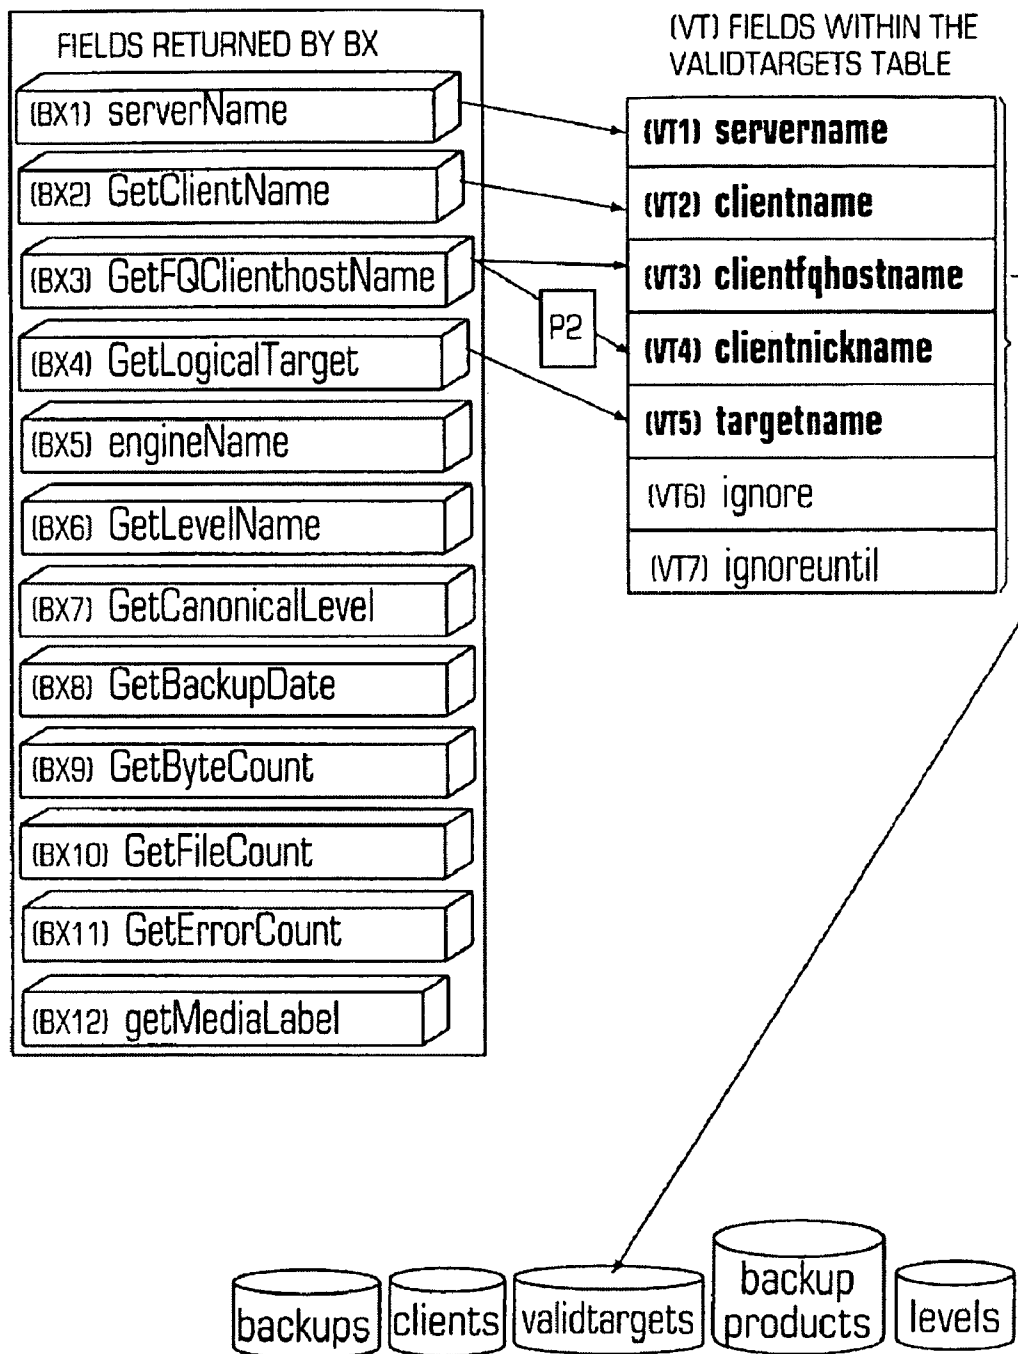 FIELDS RETURNED BY BX
(BX1) serverName
(BX2) GetClientName
(BX3) GetFQClienthostName
(BX4) GetLogicalTarget
(BX5) engineName
(BX6) GetLevelName
(BX7) GetCanonicalLevel
(BX8) GetBackupDate
(BX9) GetByteCount
(BX10) GetFileCount
(BX11) GetErrorCount
(BX12) getMediaLabel
P2
(VT) FIELDS WITHIN THE
VALIDTARGETS TABLE
(VT1) servername
(VT2) clientname
(VT3) clientfqhostname
(VT4) clientnickname
(VT5) targetname
(VT6) ignore
(VT7) ignoreuntil
backups
clients
validtargets
backup
products
levels